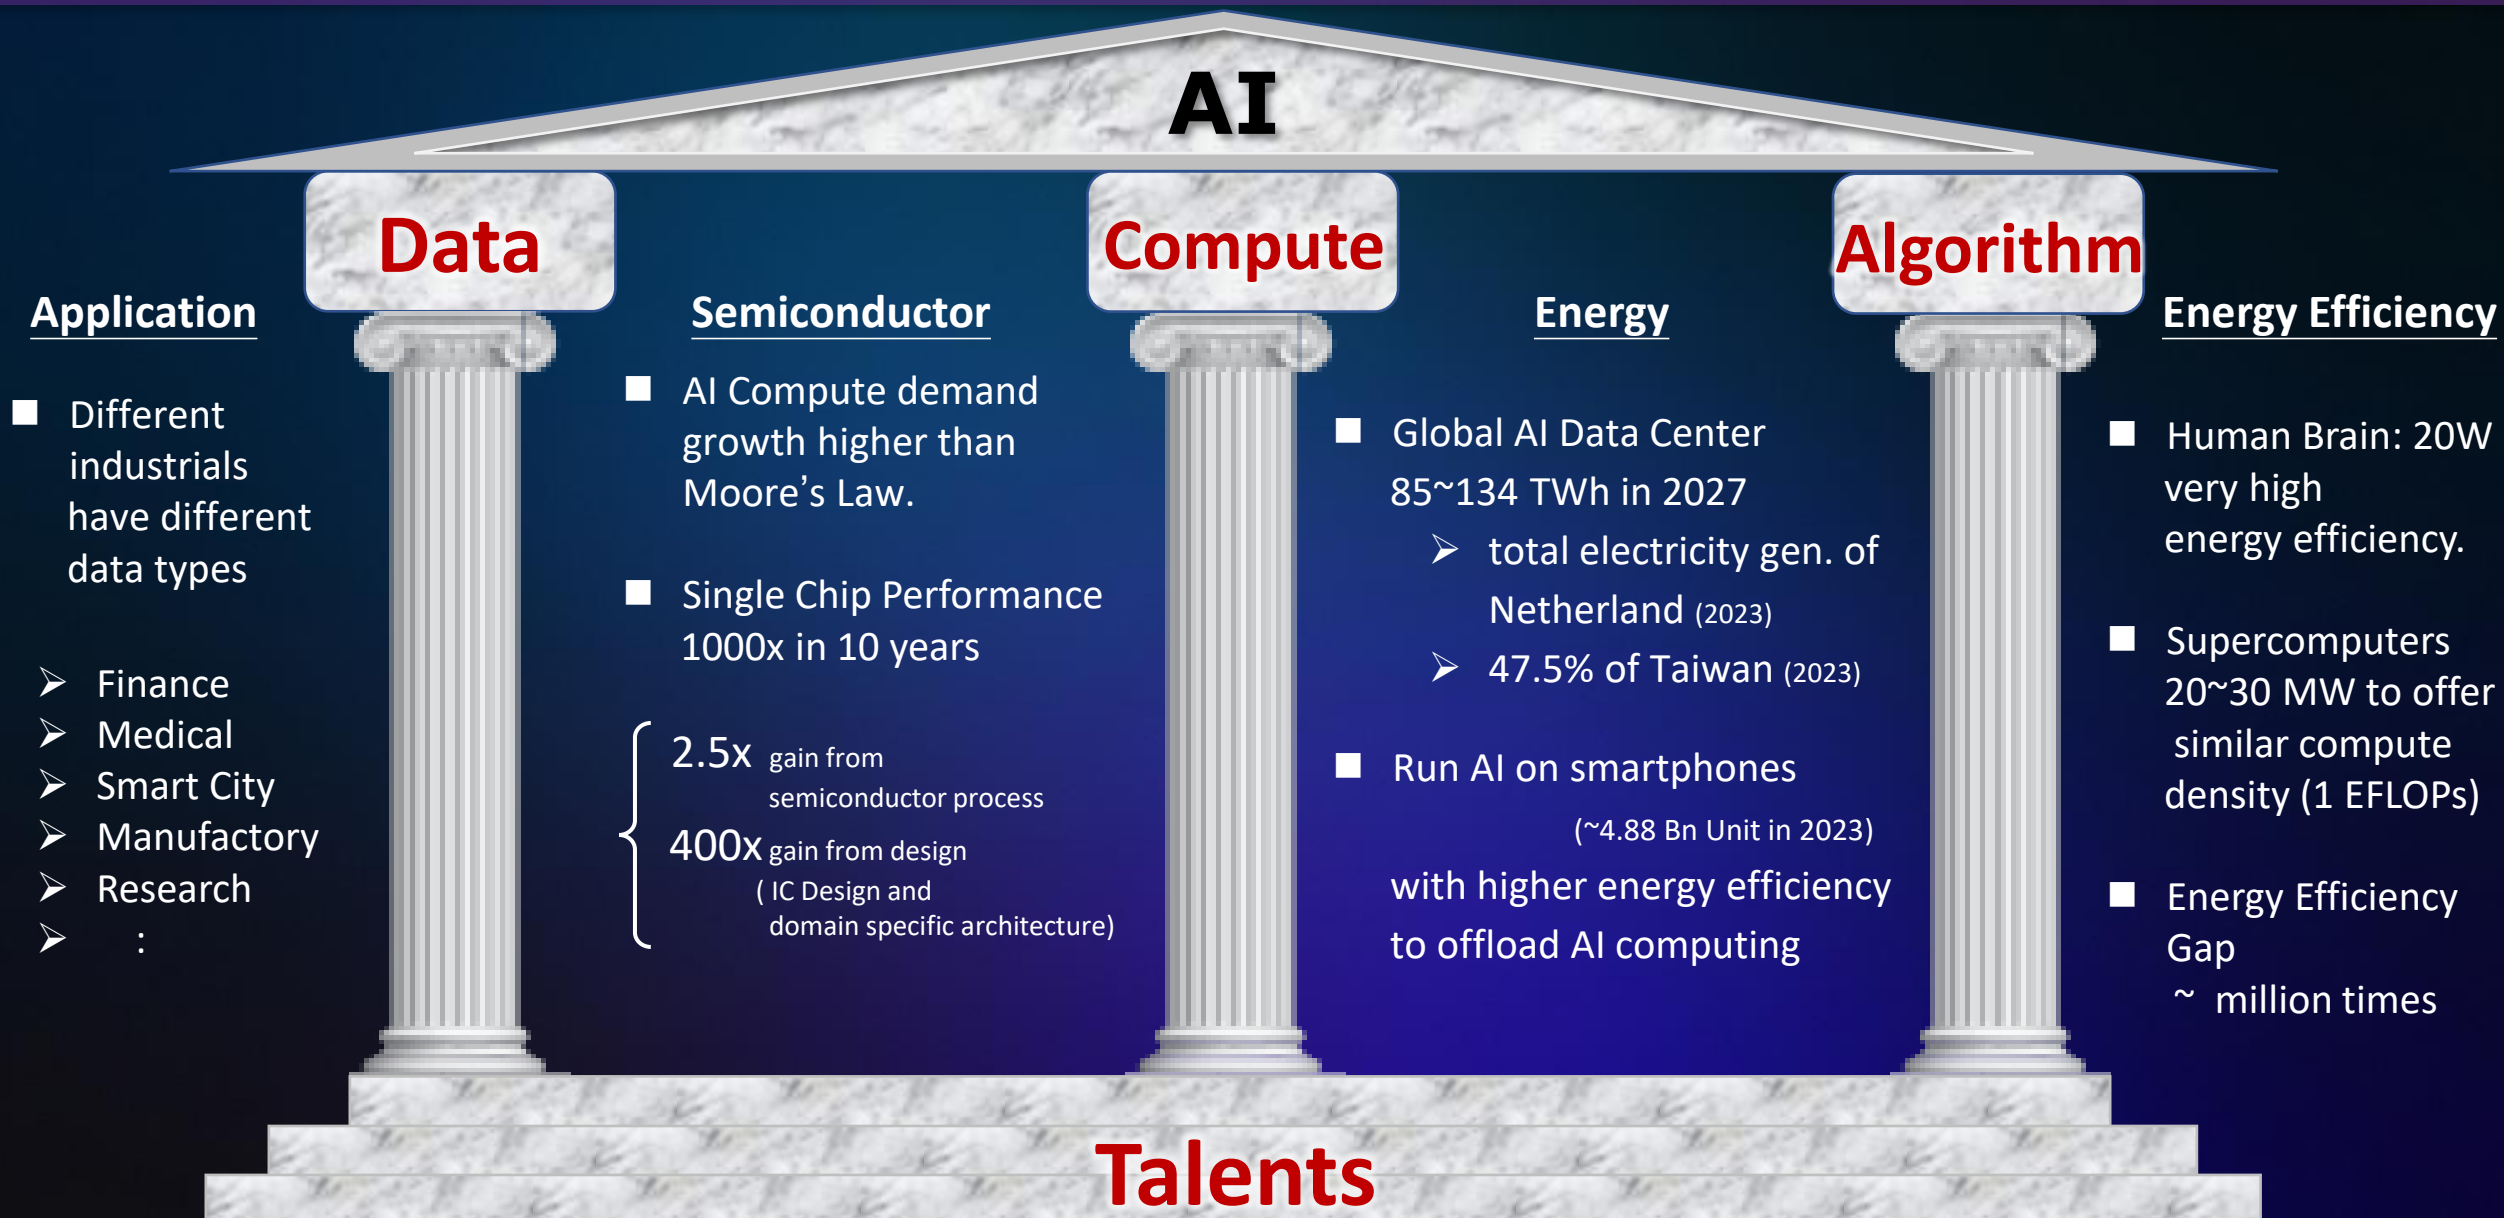 AI
Data
Compute
Algorithm
Application
■ Different
industrials
have different
data types
➢ Finance
➢ Medical
➢ Smart City
➢ Manufactory
➢ Research
➢ :
Semiconductor
■ AI Compute demand
growth higher than
Moore’s Law.
■ Single Chip Performance
1000x in 10 years
2.5x gain from
semiconductor process
400x gain from design
( IC Design and
domain specific architecture)
Energy
■ Global AI Data Center
85~134 TWh in 2027
➢ total electricity gen. of
Netherland (2023)
➢ 47.5% of Taiwan (2023)
■ Run AI on smartphones
(~4.88 Bn Unit in 2023)
with higher energy efficiency
to offload AI computing
Energy Efficiency
■ Human Brain: 20W
very high
energy efficiency.
■ Supercomputers
20~30 MW to offer
similar compute
density (1 EFLOPs)
■ Energy Efficiency
Gap
~ million times
Talents